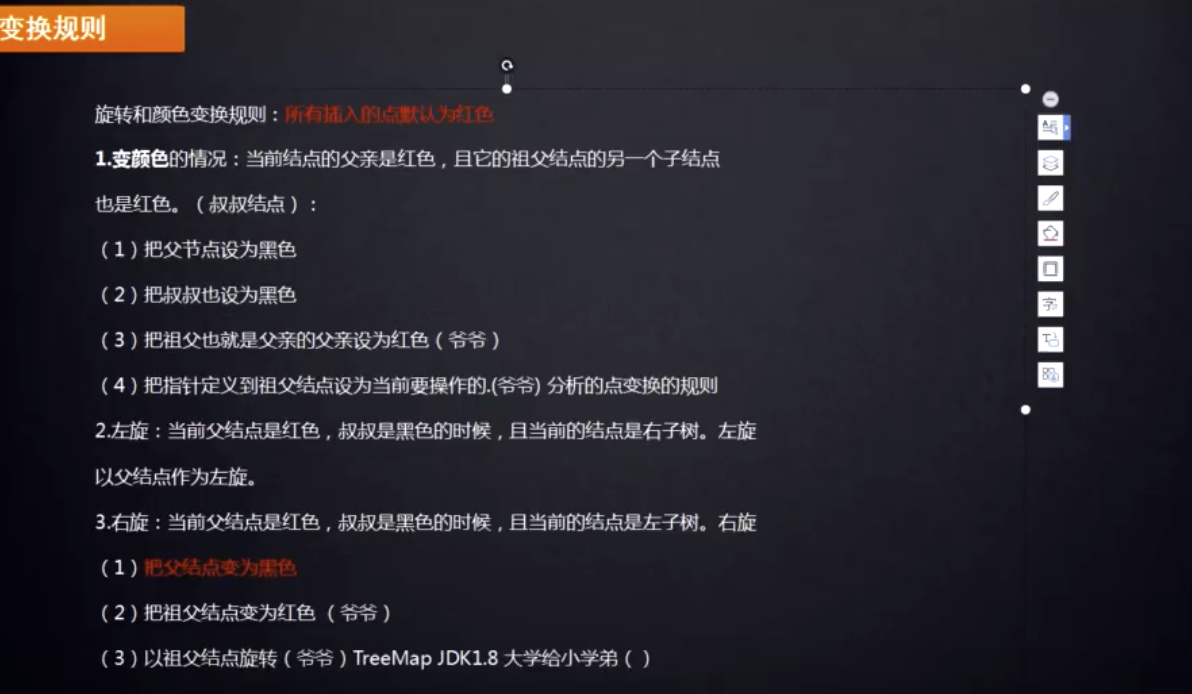 变换规则
旋转和颜色变换规则：所有插入的点默认为红色
1.变颜色的情况：当前结点的父亲是红色，且它的祖父结点的另一个子结点
也是红色。（叔叔结点）：
（1）把父节点设为黑色
（2）把叔叔也设为黑色
（3）把祖父也就是父亲的父亲设为红色（爷爷）
（4）把指针定义到祖父结点设为当前要操作的.(爷爷) 分析的点变换的规则
2.左旋：当前父结点是红色，叔叔是黑色的时候，且当前的结点是右子树。左旋
以父结点作为左旋。
3.右旋：当前父结点是红色，叔叔是黑色的时候，且当前的结点是左子树。右旋
（1）把父结点变为黑色
（2）把祖父结点变为红色 （爷爷）
（3）以祖父结点旋转（爷爷）TreeMap JDK1.8 大学给小学弟（ ）